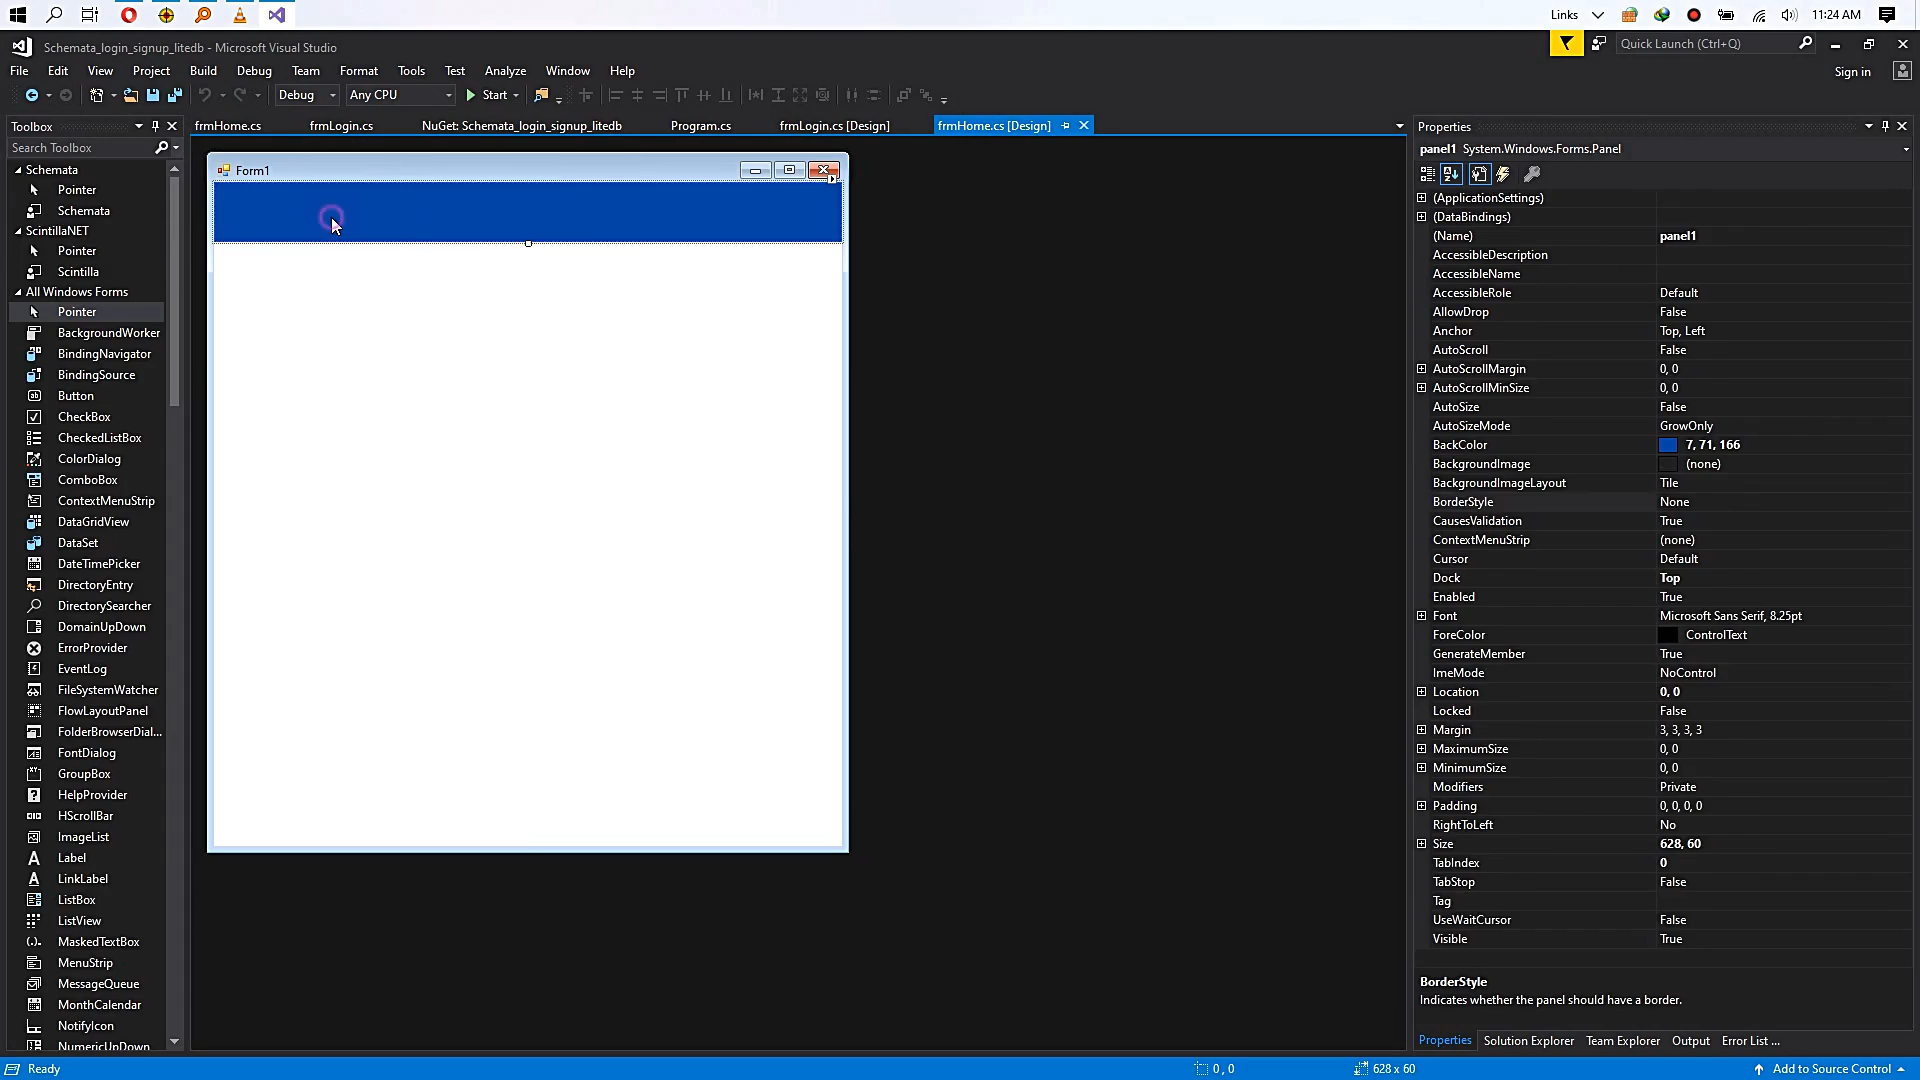 Links
11:24 AM
Schemata_login_signup_litedb - Microsoft Visual Studio
Quick Launch (Ctrl+Q)
File Edit View Project Build Debug Team Format Tools Test Analyze Window Help
Sign in
Debug Any CPU Start
Toolbox
frmHome.cs frmLogin.cs NuGet: Schemata_login_signup_litedb Program.cs frmLogin.cs [Design] frmHome.cs [Design]
Search Toolbox
Schemata
Pointer
Schemata
ScintillaNET
Pointer
Scintilla
All Windows Forms
Pointer
BackgroundWorker
BindingNavigator
BindingSource
Button
CheckBox
CheckedListBox
ColorDialog
ComboBox
ContextMenuStrip
DataGridView
DataSet
DateTimePicker
DirectoryEntry
DirectorySearcher
DomainUpDown
ErrorProvider
EventLog
FileSystemWatcher
FlowLayoutPanel
FolderBrowserDial...
FontDialog
GroupBox
HelpProvider
HScrollBar
ImageList
Label
LinkLabel
ListBox
ListView
MaskedTextBox
MenuStrip
MessageQueue
MonthCalendar
NotifyIcon
NumericUpDown
Form1
Properties
panel1 System.Windows.Forms.Panel
(ApplicationSettings)
(DataBindings)
(Name) panel1
AccessibleDescription
AccessibleName
AccessibleRole Default
AllowDrop False
Anchor Top, Left
AutoScroll False
AutoScrollMargin 0, 0
AutoScrollMinSize 0, 0
AutoSize False
AutoSizeMode GrowOnly
BackColor 7, 71, 166
BackgroundImage (none)
BackgroundImageLayout Tile
BorderStyle None
CausesValidation True
ContextMenuStrip (none)
Cursor Default
Dock Top
Enabled True
Font Microsoft Sans Serif, 8.25pt
ForeColor ControlText
GenerateMember True
ImeMode NoControl
Location 0, 0
Locked False
Margin 3, 3, 3, 3
MaximumSize 0, 0
MinimumSize 0, 0
Modifiers Private
Padding 0, 0, 0, 0
RightToLeft No
Size 628, 60
TabIndex 0
TabStop False
Tag
UseWaitCursor False
Visible True
BorderStyle
Indicates whether the panel should have a border.
Properties Solution Explorer Team Explorer Output Error List ...
Ready 0 , 0 628 x 60 Add to Source Control